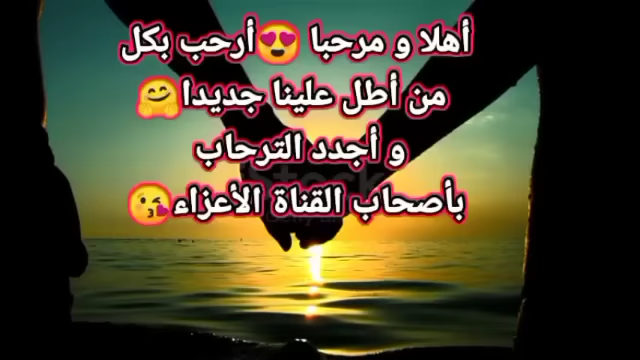 أهلا و مرحبا 😍أرحب بكل
من أطل علينا جديدا🤗
و أجدد الترحاب
بأصحاب القناة الأعزاء😘